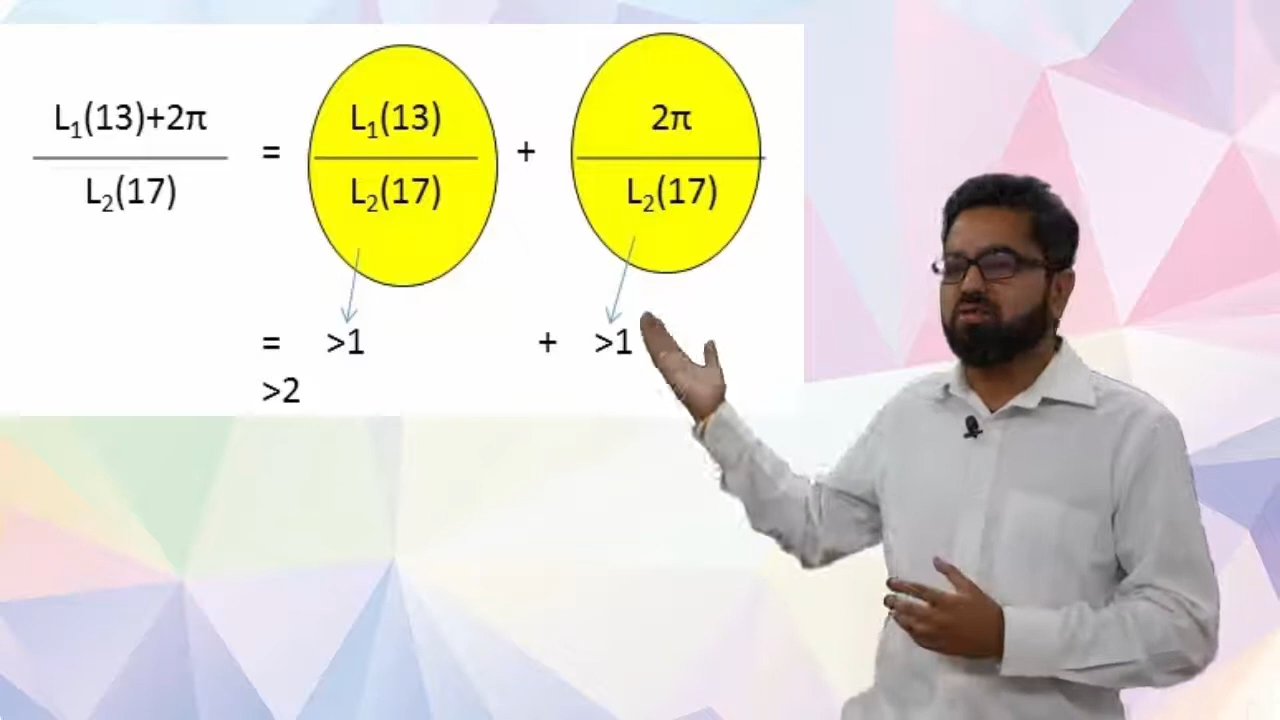 L₁(13)+2π = L₁(13) + 2π
L₂(17) L₂(17) L₂(17)
= >1 + >1
>2